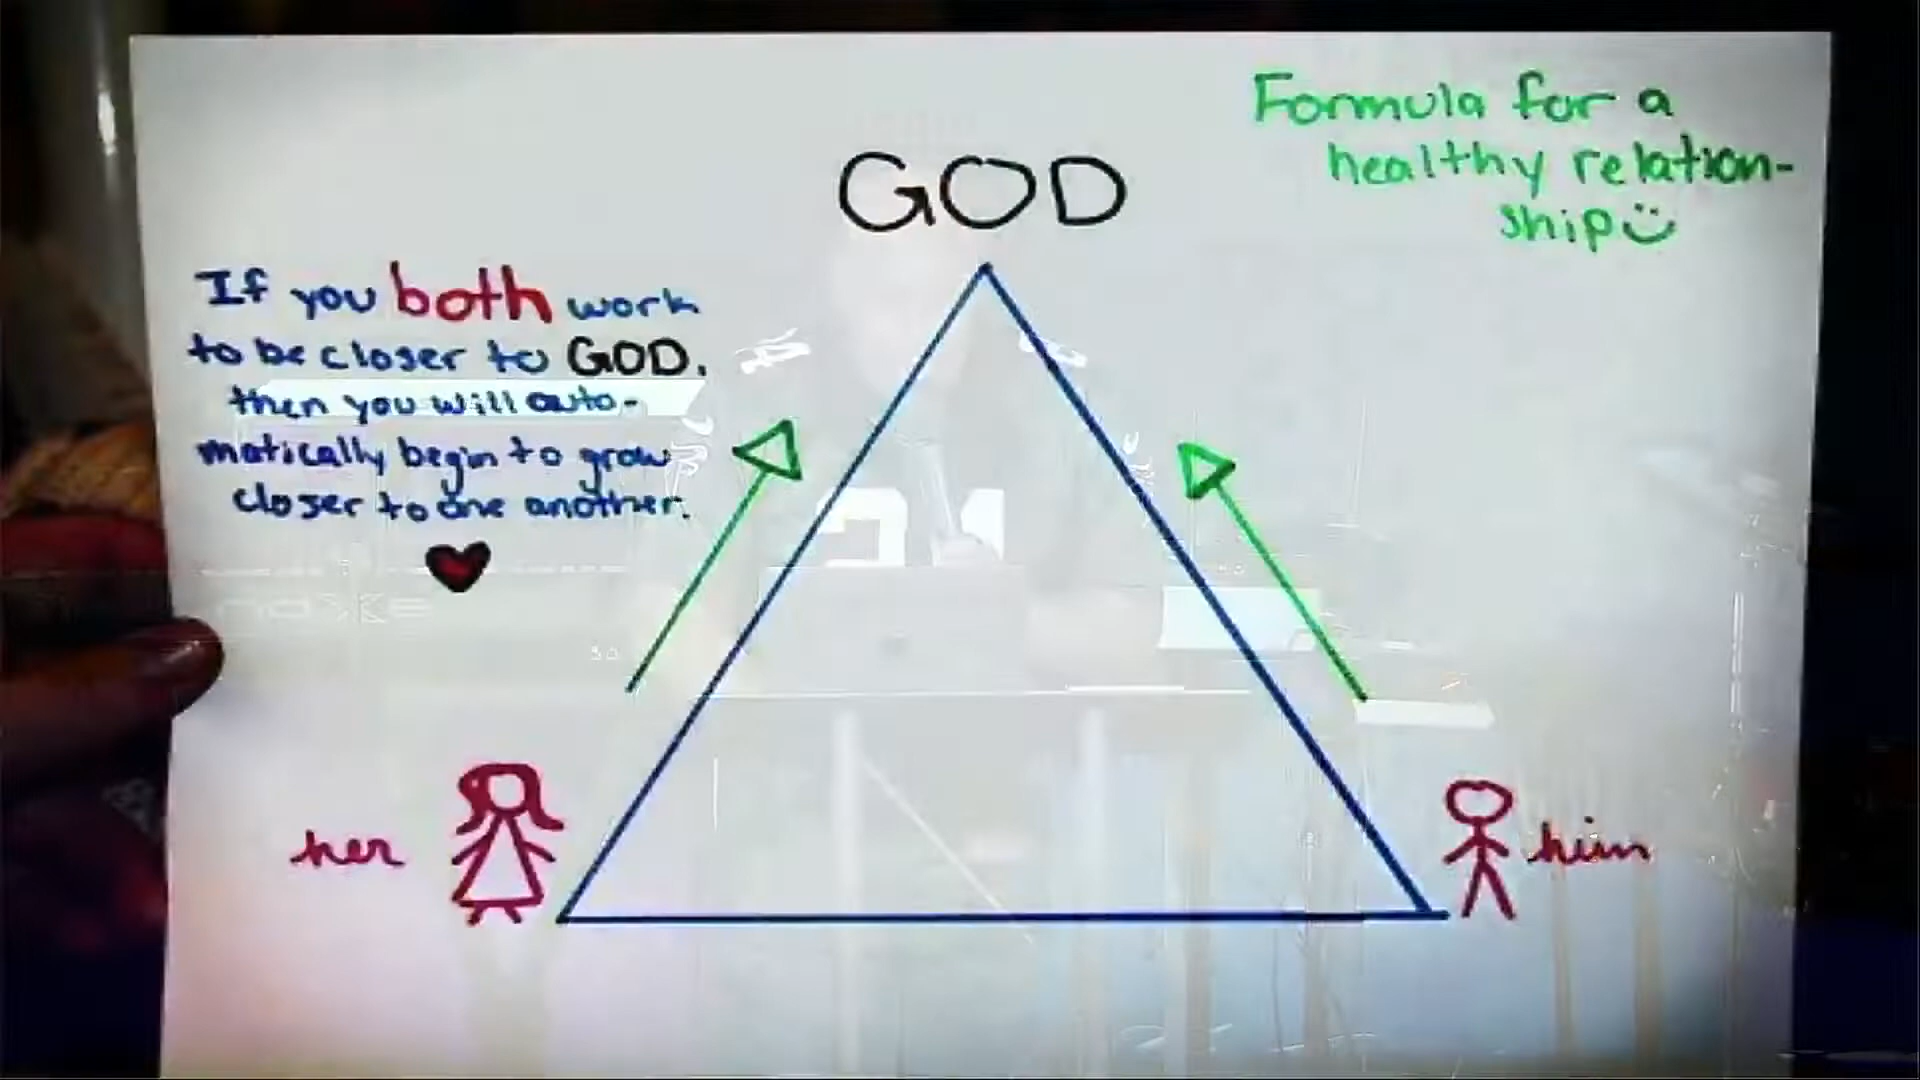 Formula for a
healthy relation-
ship
GOD
If you both work
to be closer to GOD,
then you will auto-
matically begin to grow
closer to one another.
her
him